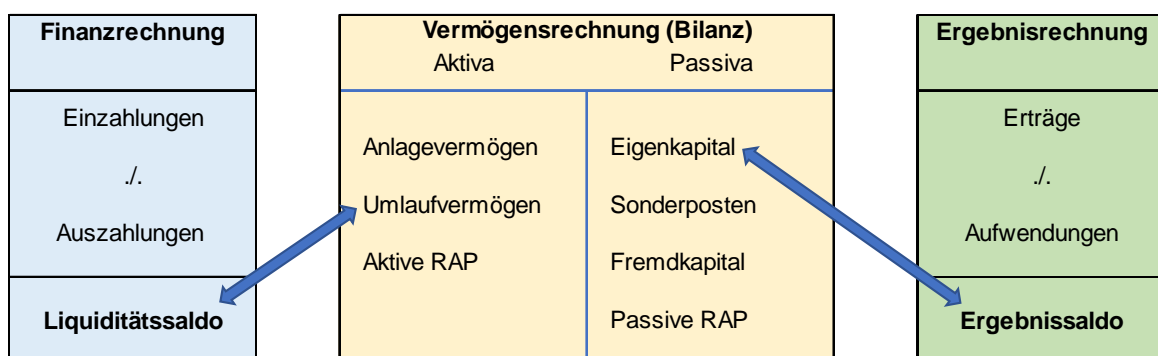 Finanzrechnung
Einzahlungen
./.
Auszahlungen
Liquiditätssaldo
Vermögensrechnung (Bilanz)
Aktiva Passiva
Anlagevermögen
Umlaufvermögen
Aktive RAP
Eigenkapital
Sonderposten
Fremdkapital
Passive RAP
Ergebnisrechnung
Erträge
./.
Aufwendungen
Ergebnissaldo